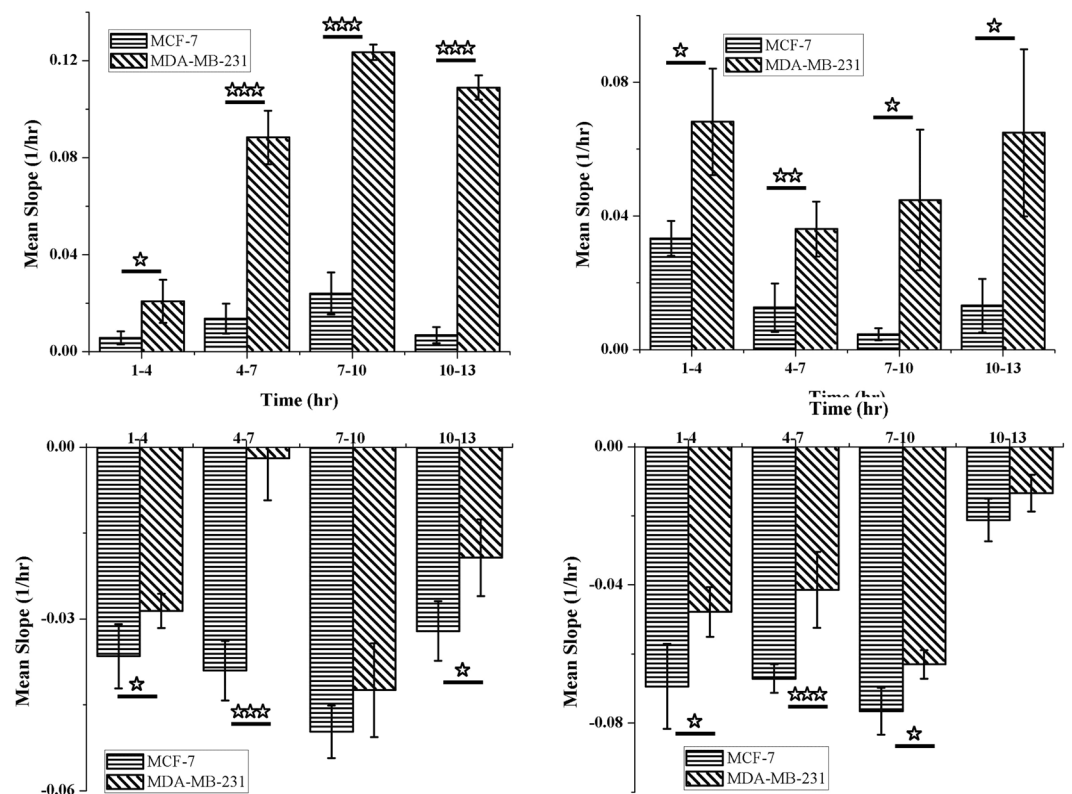 MCF-7
MDA-MB-231
0.12
0.08
0.04
0.00
Mean Slope (1/hr)
1-4
4-7
7-10
10-13
Time (hr)
MCF-7
MDA-MB-231
0.08
0.04
0.00
Mean Slope (1/hr)
1-4
4-7
7-10
10-13
Time (hr)
Time (hr)
1-4
4-7
7-10
10-13
0.00
-0.03
-0.06
Mean Slope (1/hr)
MCF-7
MDA-MB-231
1-4
4-7
7-10
10-13
0.00
-0.04
-0.08
Mean Slope (1/hr)
MCF-7
MDA-MB-231